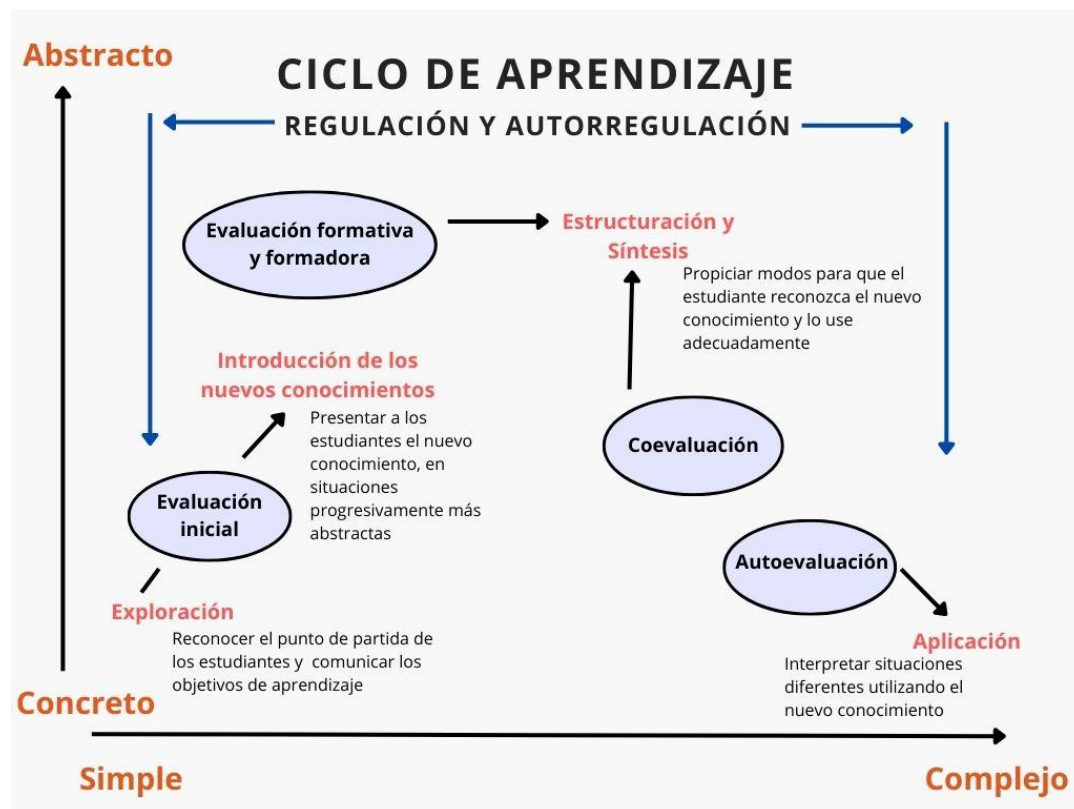 Abstracto
CICLO DE APRENDIZAJE
REGULACIÓN Y AUTORREGULACIÓN
Evaluación formativa
y formadora
Estructuración y
Síntesis
Propiciar modos para que el
estudiante reconozca el nuevo
conocimiento y lo use
adecuadamente
Introducción de los
nuevos conocimientos
Presentar a los
estudiantes el nuevo
conocimiento, en
situaciones
progresivamente más
abstractas
Coevaluación
Evaluación
inicial
Autoevaluación
Exploración
Reconocer el punto de partida de
los estudiantes y comunicar los
objetivos de aprendizaje
Aplicación
Interpretar situaciones
diferentes utilizando el
nuevo conocimiento
Concreto
Simple
Complejo